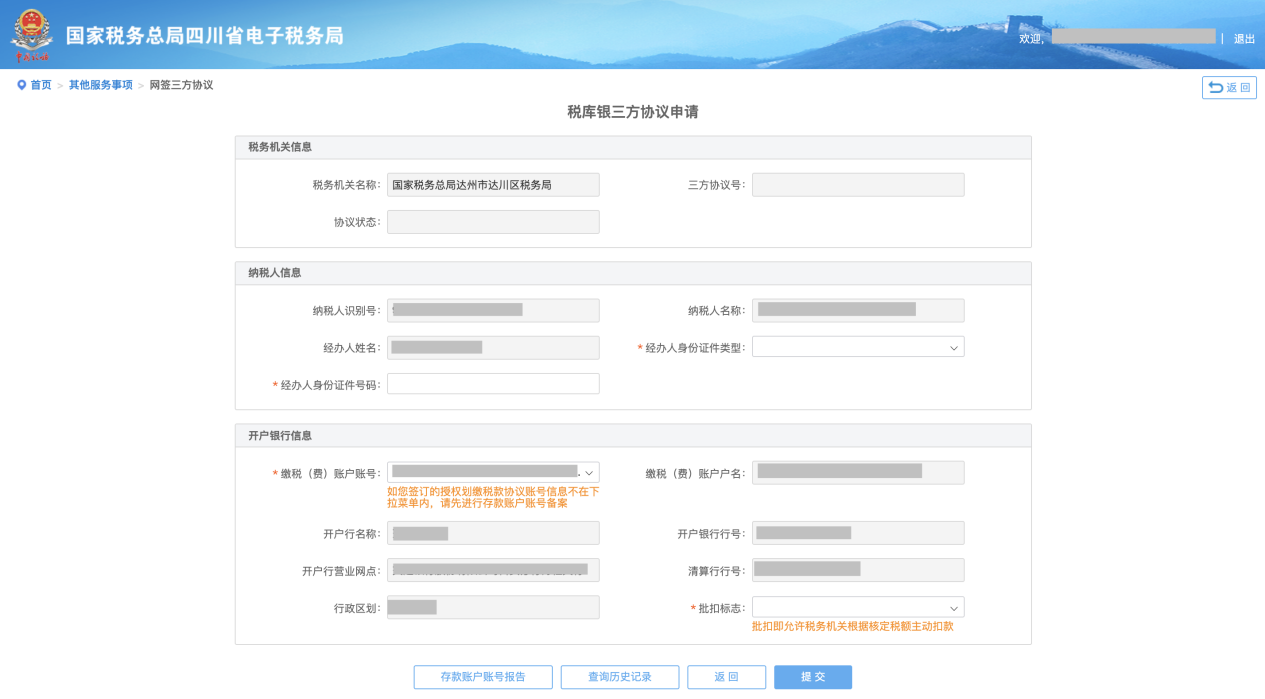 国家税务总局四川省电子税务局
中国税务
欢迎, | 退出
首页 > 其他服务事项 > 网签三方协议
返回
税库银三方协议申请
税务机关信息
税务机关名称: 国家税务总局达州市达川区税务局 三方协议号:
协议状态:
纳税人信息
纳税人识别号: 纳税人名称:
经办人姓名: *经办人身份证件类型:
*经办人身份证件号码:
开户银行信息
*缴税（费）账户账号: 缴税（费）账户户名:
如您签订的授权划缴税款协议账号信息不在下
拉菜单内，请先进行存款账户账号备案
开户行名称: 开户银行行号:
开户行营业网点: 清算行行号:
行政区划: *批扣标志:
批扣即允许税务机关根据核定税额主动扣款
存款账户账号报告 查询历史记录 返回 提交